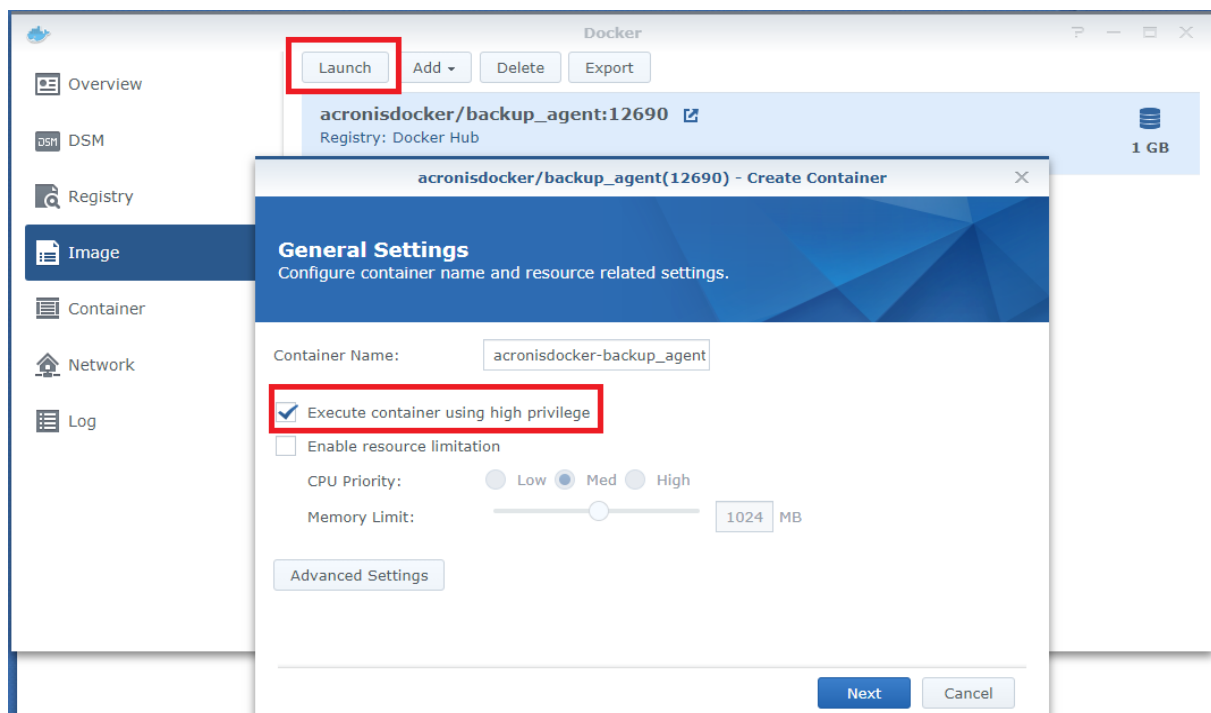 Docker
Overview
DSM
DSM
Registry
Image
Container
Network
Log
Launch
Add
Delete
Export
acronisdocker/backup_agent:12690
Registry: Docker Hub
1 GB
acronisdocker/backup_agent(12690) - Create Container
General Settings
Configure container name and resource related settings.
Container Name:
acronisdocker-backup_agent
Execute container using high privilege
Enable resource limitation
CPU Priority:
Low
Med
High
Memory Limit:
1024
MB
Advanced Settings
Next
Cancel